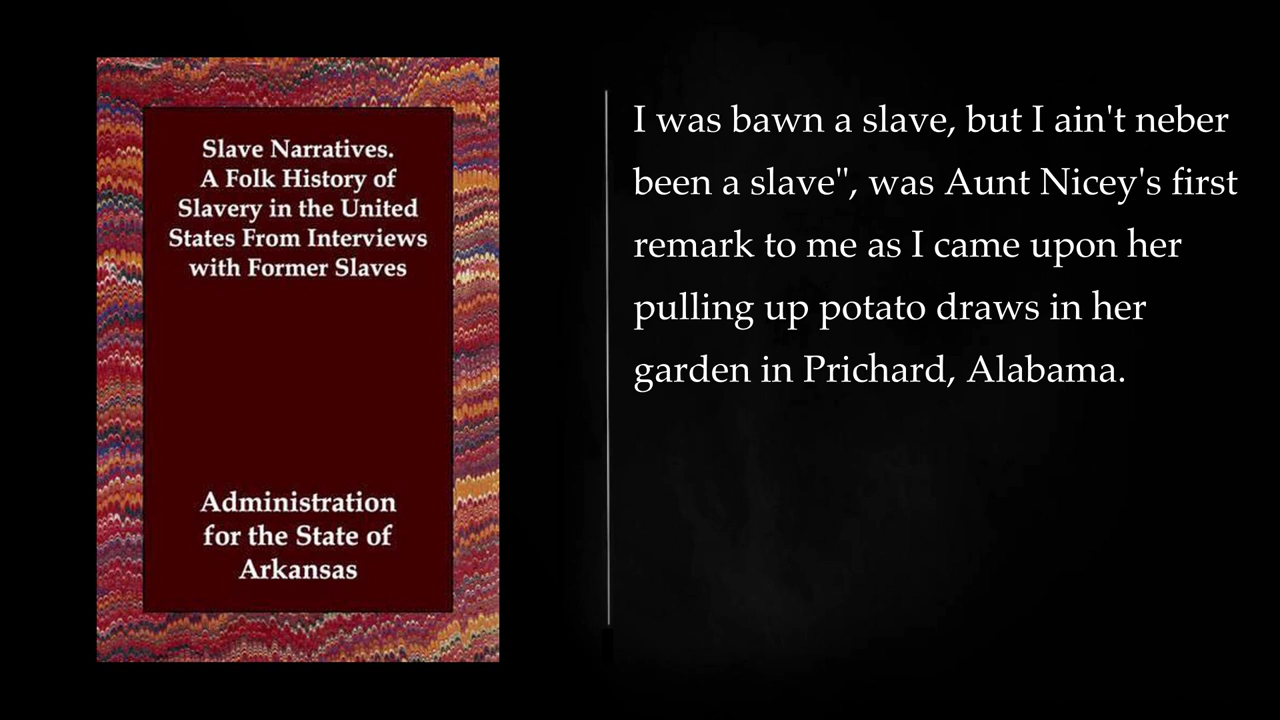 Slave Narratives.
A Folk History of
Slavery in the United
States From Interviews
with Former Slaves
Administration
for the State of
Arkansas
I was bawn a slave, but I ain't neber
been a slave", was Aunt Nicey's first
remark to me as I came upon her
pulling up potato draws in her
garden in Prichard, Alabama.